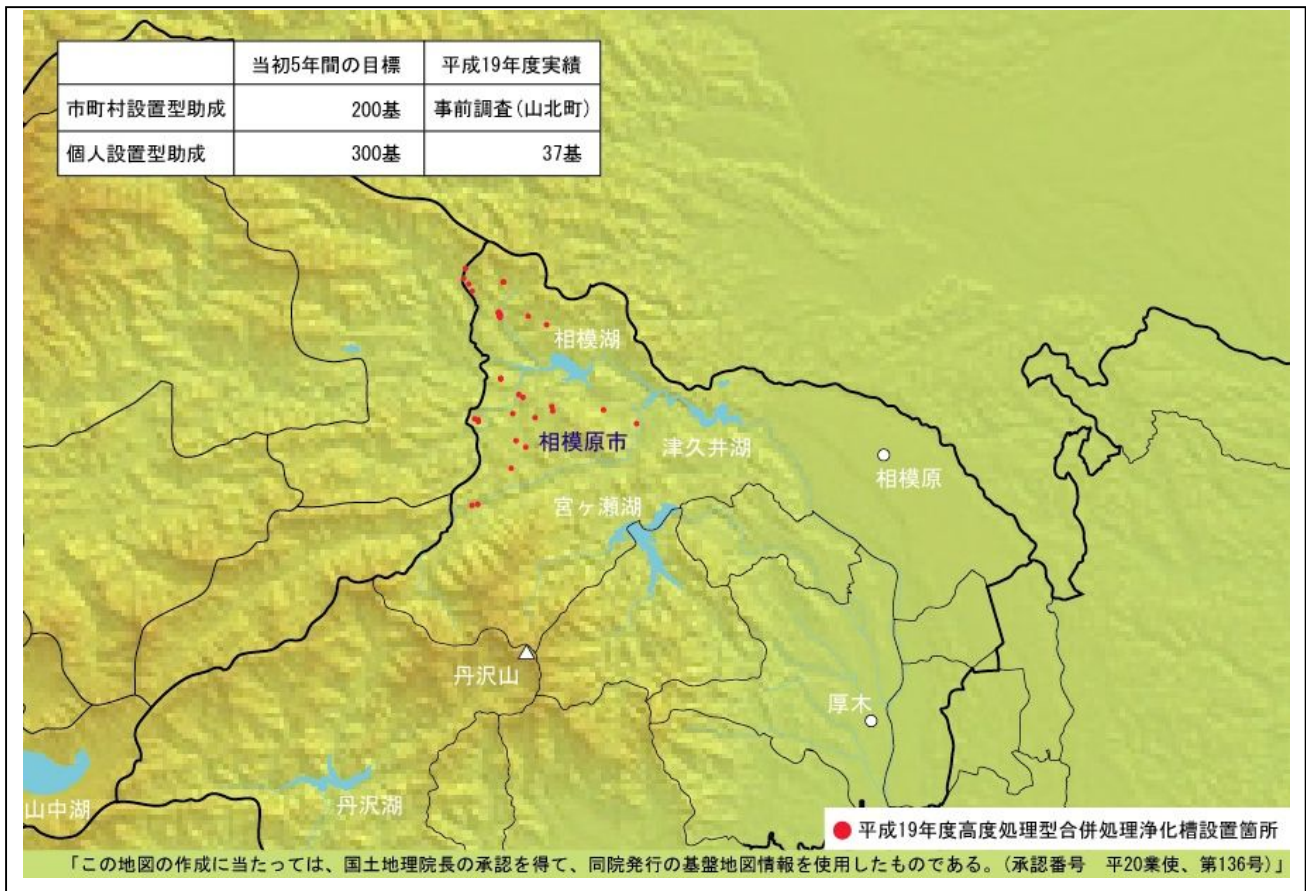 当初5年間の目標 平成19年度実績
市町村設置型助成 200基 事前調査(山北町)
個人設置型助成 300基 37基
相模湖
相模原市
津久井湖
相模原
宮ヶ瀬湖
丹沢山
厚木
山中湖
丹沢湖
平成19年度高度処理型合併処理浄化槽設置箇所
「この地図の作成に当たっては、国土地理院長の承認を得て、同院発行の基盤地図情報を使用したものである。(承認番号 平20業使、第136号)」